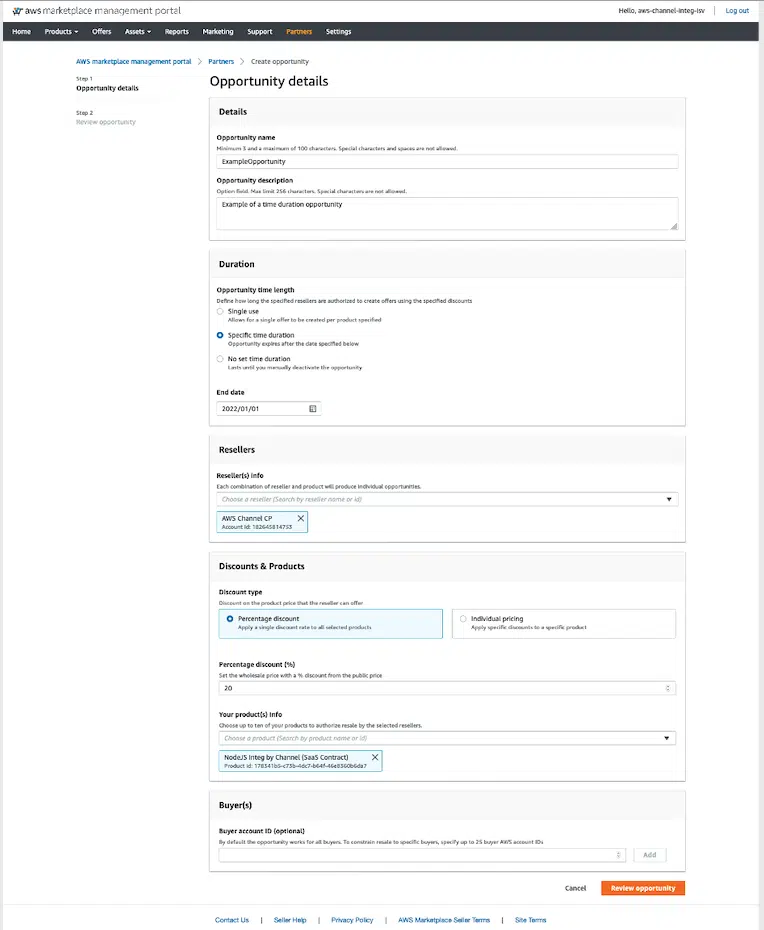 aws marketplace management portal
Hello, aws-channel-integ-isv
Log out
Home
Products
Offers
Assets
Reports
Marketing
Support
Partners
Settings
AWS marketplace management portal
Partners
Create opportunity
Step 1
Opportunity details
Step 2
Review opportunity
Opportunity details
Details
Opportunity name
Minimum 3 and a maximum of 100 characters. Special characters and spaces are not allowed.
ExampleOpportunity
Opportunity description
Option field. Max limit 256 characters. Special characters are not allowed.
Example of a time duration opportunity
Duration
Opportunity time length
Define how long the specified resellers are authorized to create offers using the specified discounts
Single use
Allows for a single offer to be created per product specified
Specific time duration
Opportunity expires after the date specified below
No set time duration
Lasts until you manually deactivate the opportunity
End date
2022/01/01
Resellers
Reseller(s) info
Each combination of reseller and product will produce individual opportunities.
Choose a reseller (Search by reseller name or id)
AWS Channel CP
Account Id: 182645814753
Discounts & Products
Discount type
Discount on the product price that the reseller can offer
Percentage discount
Apply a single discount rate to all selected products
Individual pricing
Apply specific discounts to a specific product
Percentage discount (%)
Set the wholesale price with a % discount from the public price
20
Your product(s) info
Choose up to ten of your products to authorize resale by the selected resellers.
Choose a product (Search by product name or id)
NodeJS Integ by Channel (SaaS Contract)
Product Id:
Buyer(s)
Buyer account ID (optional)
By default the opportunity works for all buyers. To constrain resale to specific buyers, specify up to 25 buyer AWS account IDs
Add
Cancel
Review opportunity
Contact Us
|
Seller Help
|
Privacy Policy
|
AWS Marketplace Seller Terms
|
Site Terms